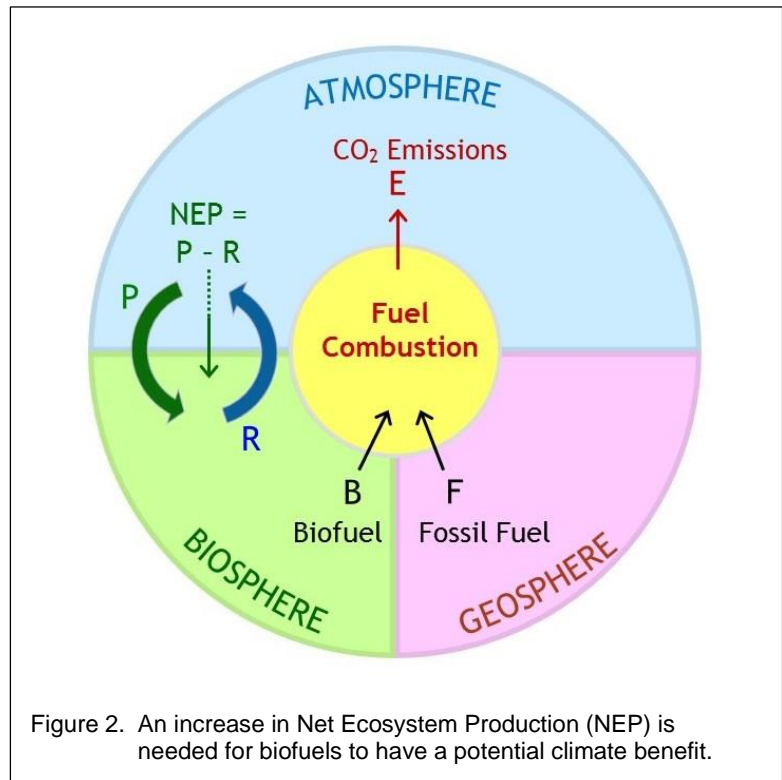 ATMOSPHERE
CO₂ Emissions
E
NEP =
P – R
P
Fuel
Combustion
R
B
Biofuel
F
Fossil Fuel
BIOSPHERE
GEOSPHERE
Figure 2. An increase in Net Ecosystem Production (NEP) is
needed for biofuels to have a potential climate benefit.